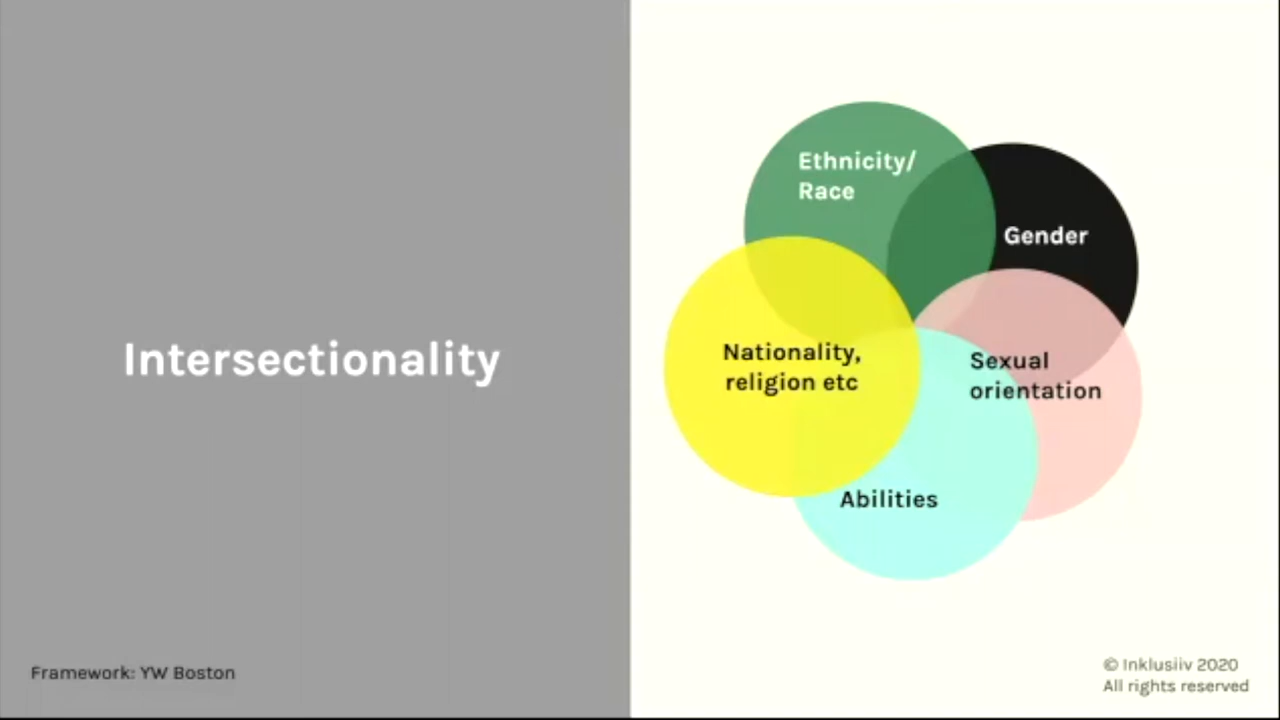 Intersectionality
Framework: YW Boston
Ethnicity/
Race
Gender
Nationality,
religion etc
Sexual
orientation
Abilities
© Inklusiiv 2020
All rights reserved